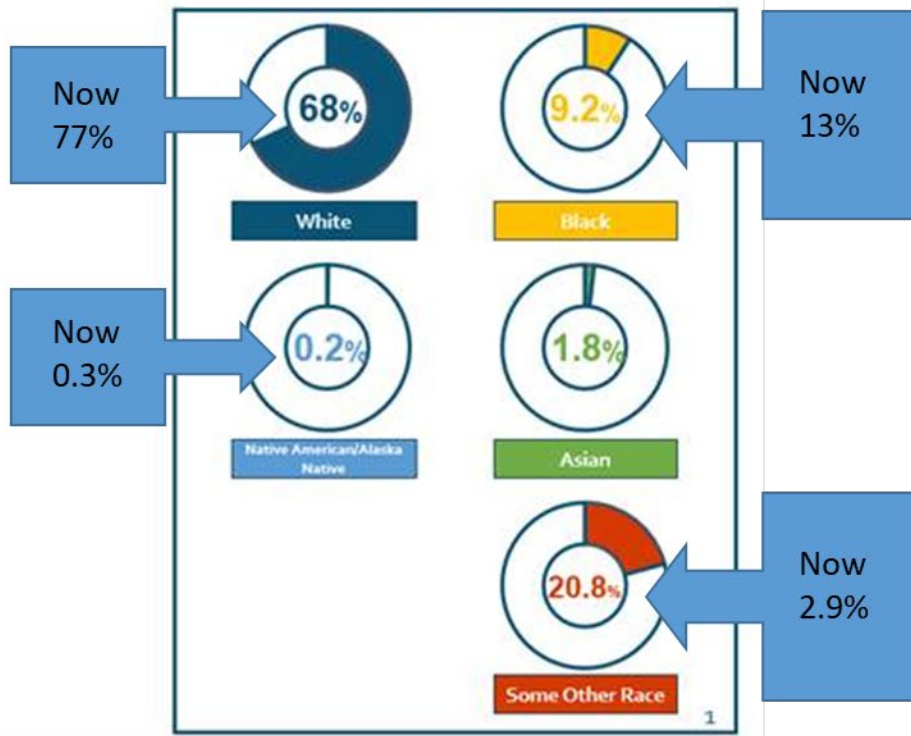 Now
77%
68%
White
9.2%
Black
Now
13%
Now
0.3%
0.2%
Native American/Alaska
Native
1.8%
Asian
20.8%
Some Other Race
Now
2.9%
1